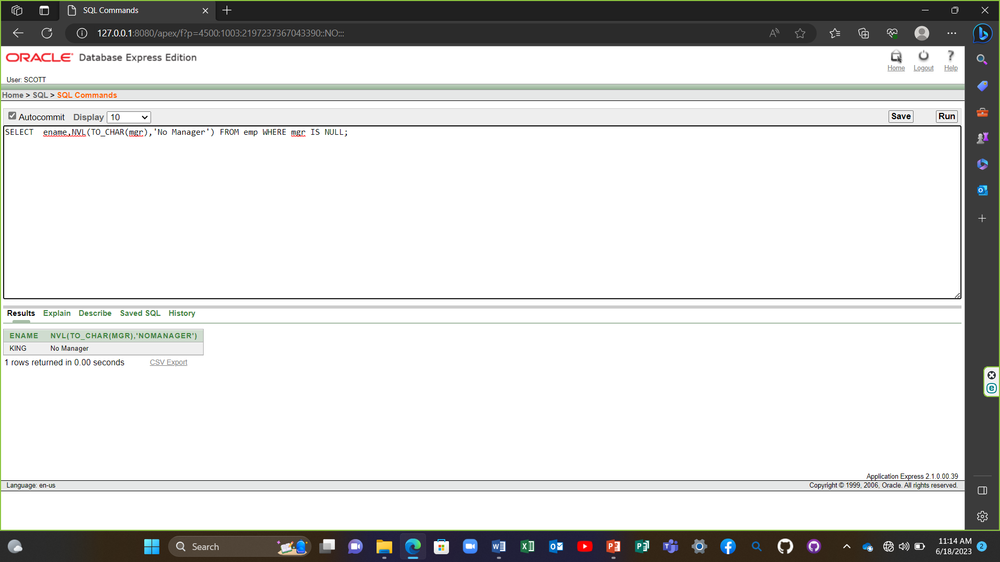 SQL Commands
127.0.0.1:8080/apex/f?p=4500:1003:2197237367043390::NO:::
ORACLE Database Express Edition
Home Logout Help
User: SCOTT
Home > SQL > SQL Commands
Autocommit Display 10 Save Run
SELECT  ename,NVL(TO_CHAR(mgr),'No Manager') FROM emp WHERE mgr IS NULL;
Results Explain Describe Saved SQL History
ENAME NVL(TO_CHAR(MGR),'NOMANAGER')
KING No Manager
1 rows returned in 0.00 seconds CSV Export
Application Express 2.1.0.00.39
Language: en-us Copyright © 1999, 2006, Oracle. All rights reserved.
Search
11:14 AM
6/18/2023
2